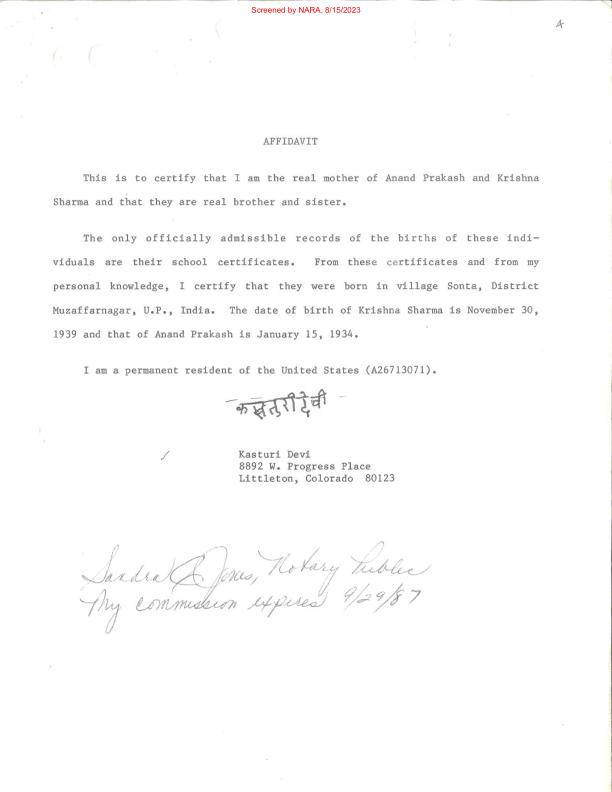 Screened by NARA, 8/15/2023
4
AFFIDAVIT
This is to certify that I am the real mother of Anand Prakash and Krishna
Sharma and that they are real brother and sister.
The only officially admissible records of the births of these indi-
viduals are their school certificates. From these certificates and from my
personal knowledge, I certify that they were born in village Sonta, District
Muzaffarnagar, U.P., India. The date of birth of Krishna Sharma is November 30,
1939 and that of Anand Prakash is January 15, 1934.
I am a permanent resident of the United States (A26713071).
कस्तुरी देवी
Kasturi Devi
8892 W. Progress Place
Littleton, Colorado 80123
Sandra Jones, Notary Public
My commission expires 9/29/87